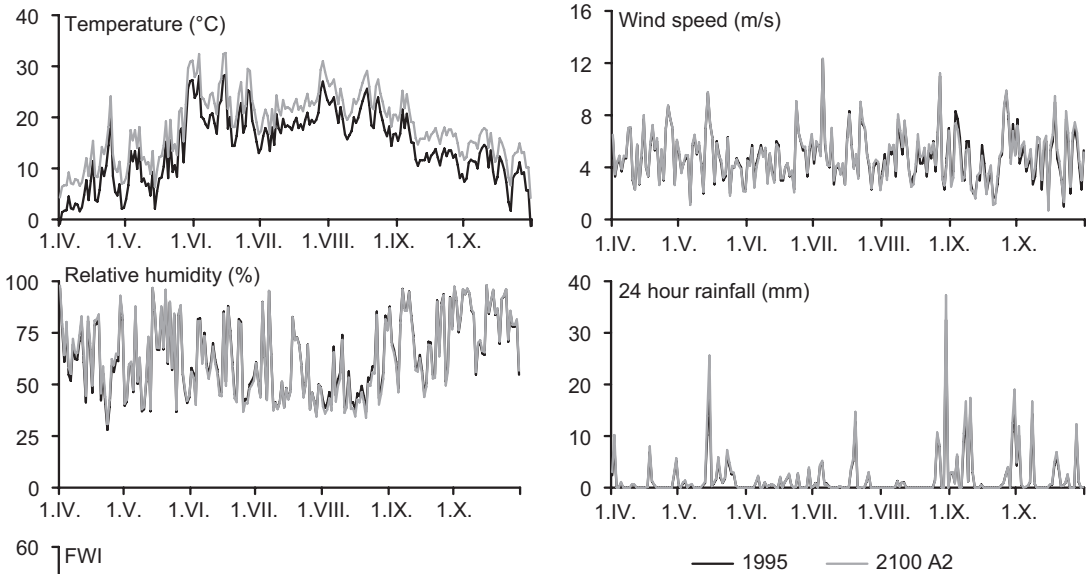 Temperature (°C)
40
30
20
10
0
1.IV. 1.V. 1.VI. 1.VII. 1.VIII. 1.IX. 1.X.
Wind speed (m/s)
16
12
8
4
0
1.IV. 1.V. 1.VI. 1.VII. 1.VIII. 1.IX. 1.X.
Relative humidity (%)
100
75
50
25
0
1.IV. 1.V. 1.VI. 1.VII. 1.VIII. 1.IX. 1.X.
24 hour rainfall (mm)
40
30
20
10
0
1.IV. 1.V. 1.VI. 1.VII. 1.VIII. 1.IX. 1.X.
60
FWI
1995 2100 A2